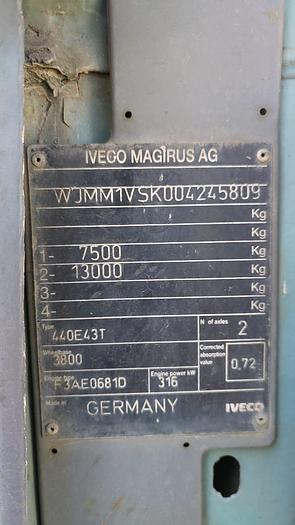 IVECO MAGIRUS AG
WJMM1VSK004245809
Kg
Kg
1- 7500 Kg
2- 13000 Kg
3- Kg
4- Kg
Type N of axles
440E43T 2
Wheelbase Corrected absorption value
3800 0.72
Engine type Engine power kW
F3AE0681D 316
Made in
GERMANY IVECO